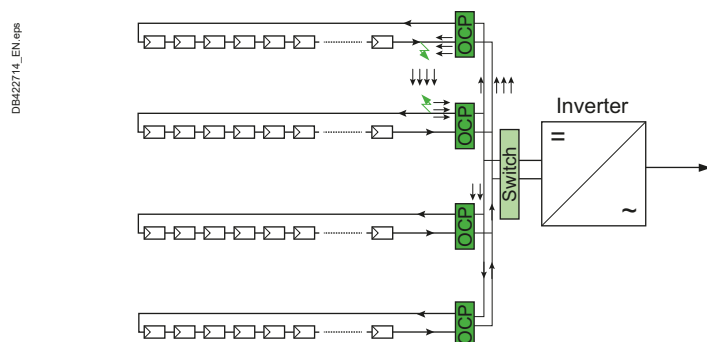 DB422714_EN.eps
OCP
OCP
Inverter
=
Switch
~
OCP
OCP